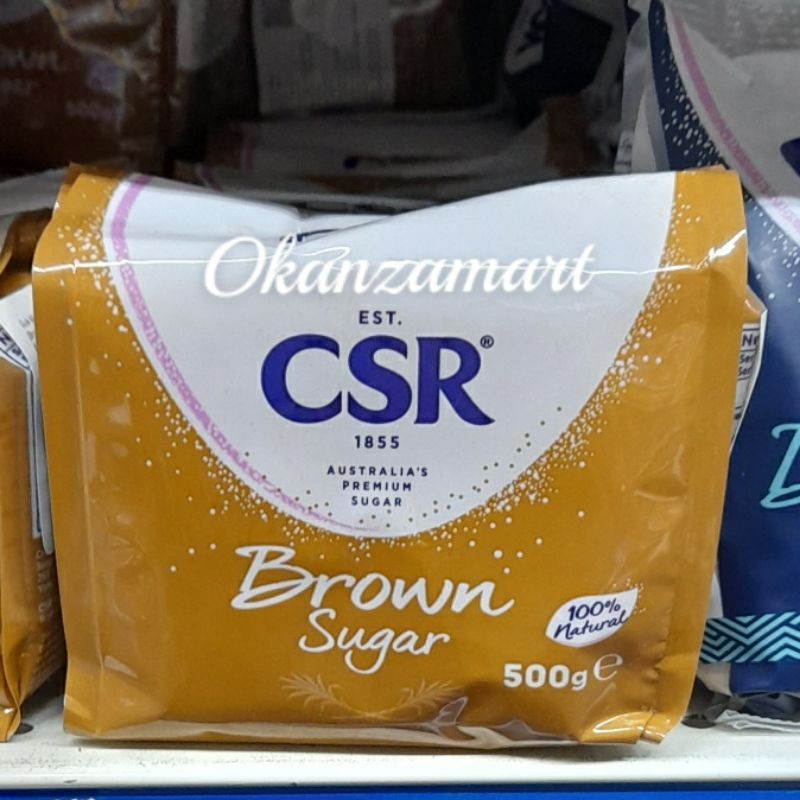 Okanzamart
EST.
CSR®
1855
AUSTRALIA'S
PREMIUM
SUGAR
Brown
Sugar
100%
Natural
500g e